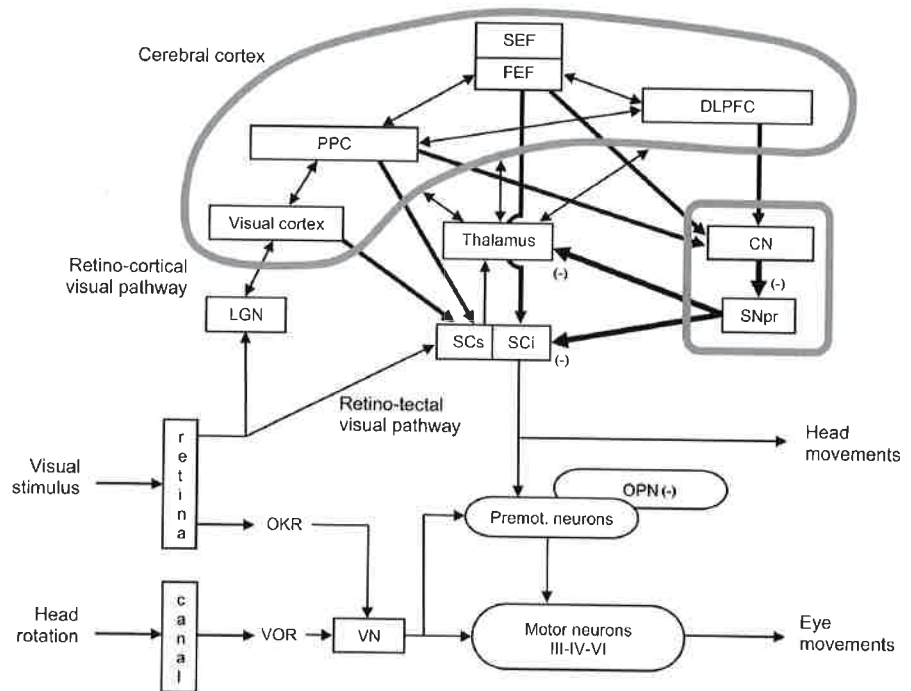 SEF
Cerebral cortex
FEF
DLPFC
PPC
Visual cortex
Thalamus
CN
Retino-cortical
visual pathway
(-)
(-)
LGN
SNpr
SCs
SCi
(-)
Retino-tectal
visual pathway
retina
Head
movements
Visual
stimulus
OPN (-)
Premot. neurons
OKR
canal
Head
rotation
VOR
VN
Motor neurons
III-IV-VI
Eye
movements